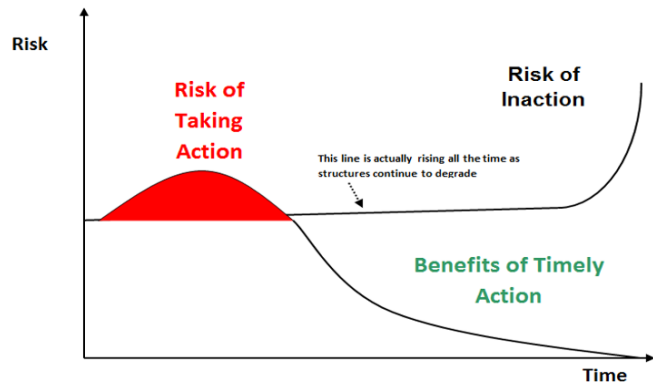 Risk
Risk of
Taking
Action
Risk of
Inaction
This line is actually rising all the time as
structures continue to degrade
Benefits of Timely
Action
Time